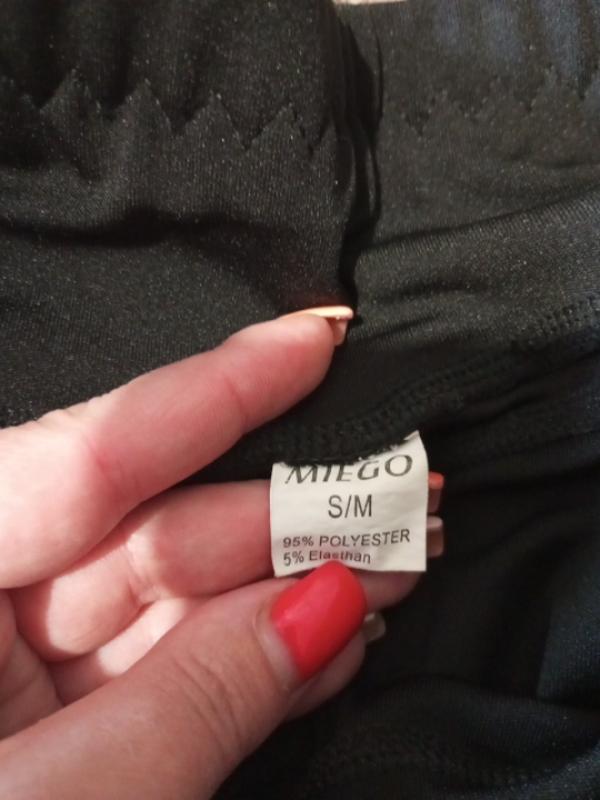 MIEGO
S/M
95% POLYESTER
5% Elasthan